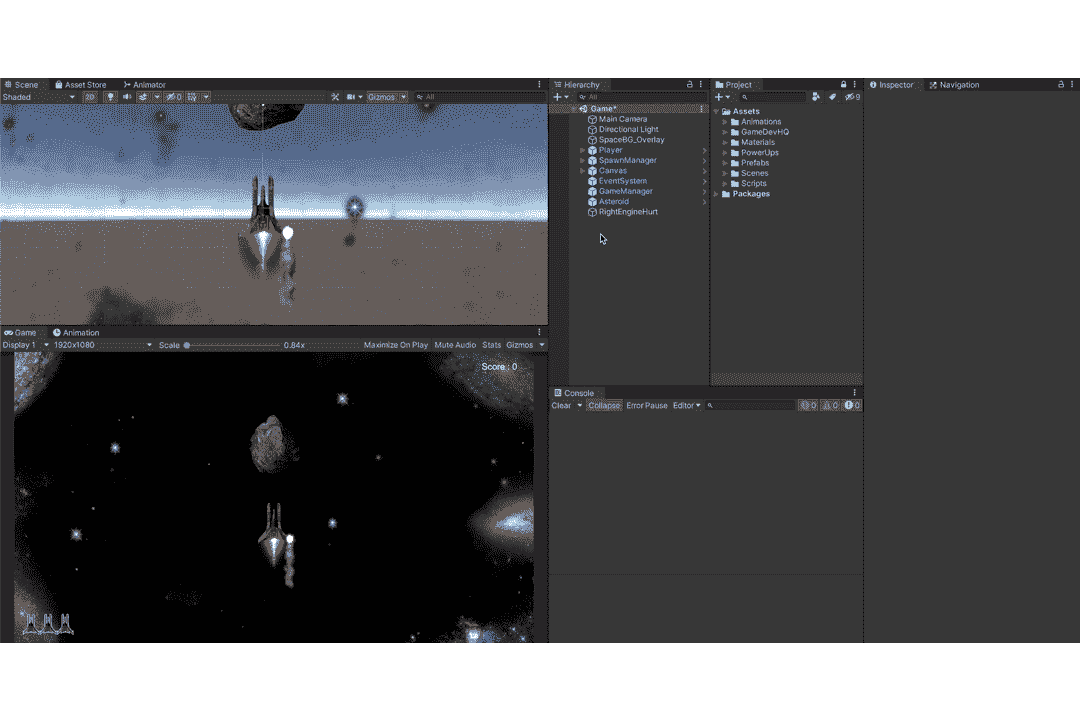 Scene Asset Store Animator
Shaded 2D 0 Gizmos All
Game Animation
Display 1 1920x1080 Scale 0.84x Maximize On Play Mute Audio Stats Gizmos
Score : 0
Hierarchy
All
Game*
Main Camera
Directional Light
SpaceBG_Overlay
Player
SpawnManager
Canvas
EventSystem
GameManager
Asteroid
RightEngineHurt
Project
9
Assets
Animations
GameDevHQ
Materials
PowerUps
Prefabs
Scenes
Scripts
Packages
Console
Clear Collapse Error Pause Editor 0 0 0
Inspector Navigation